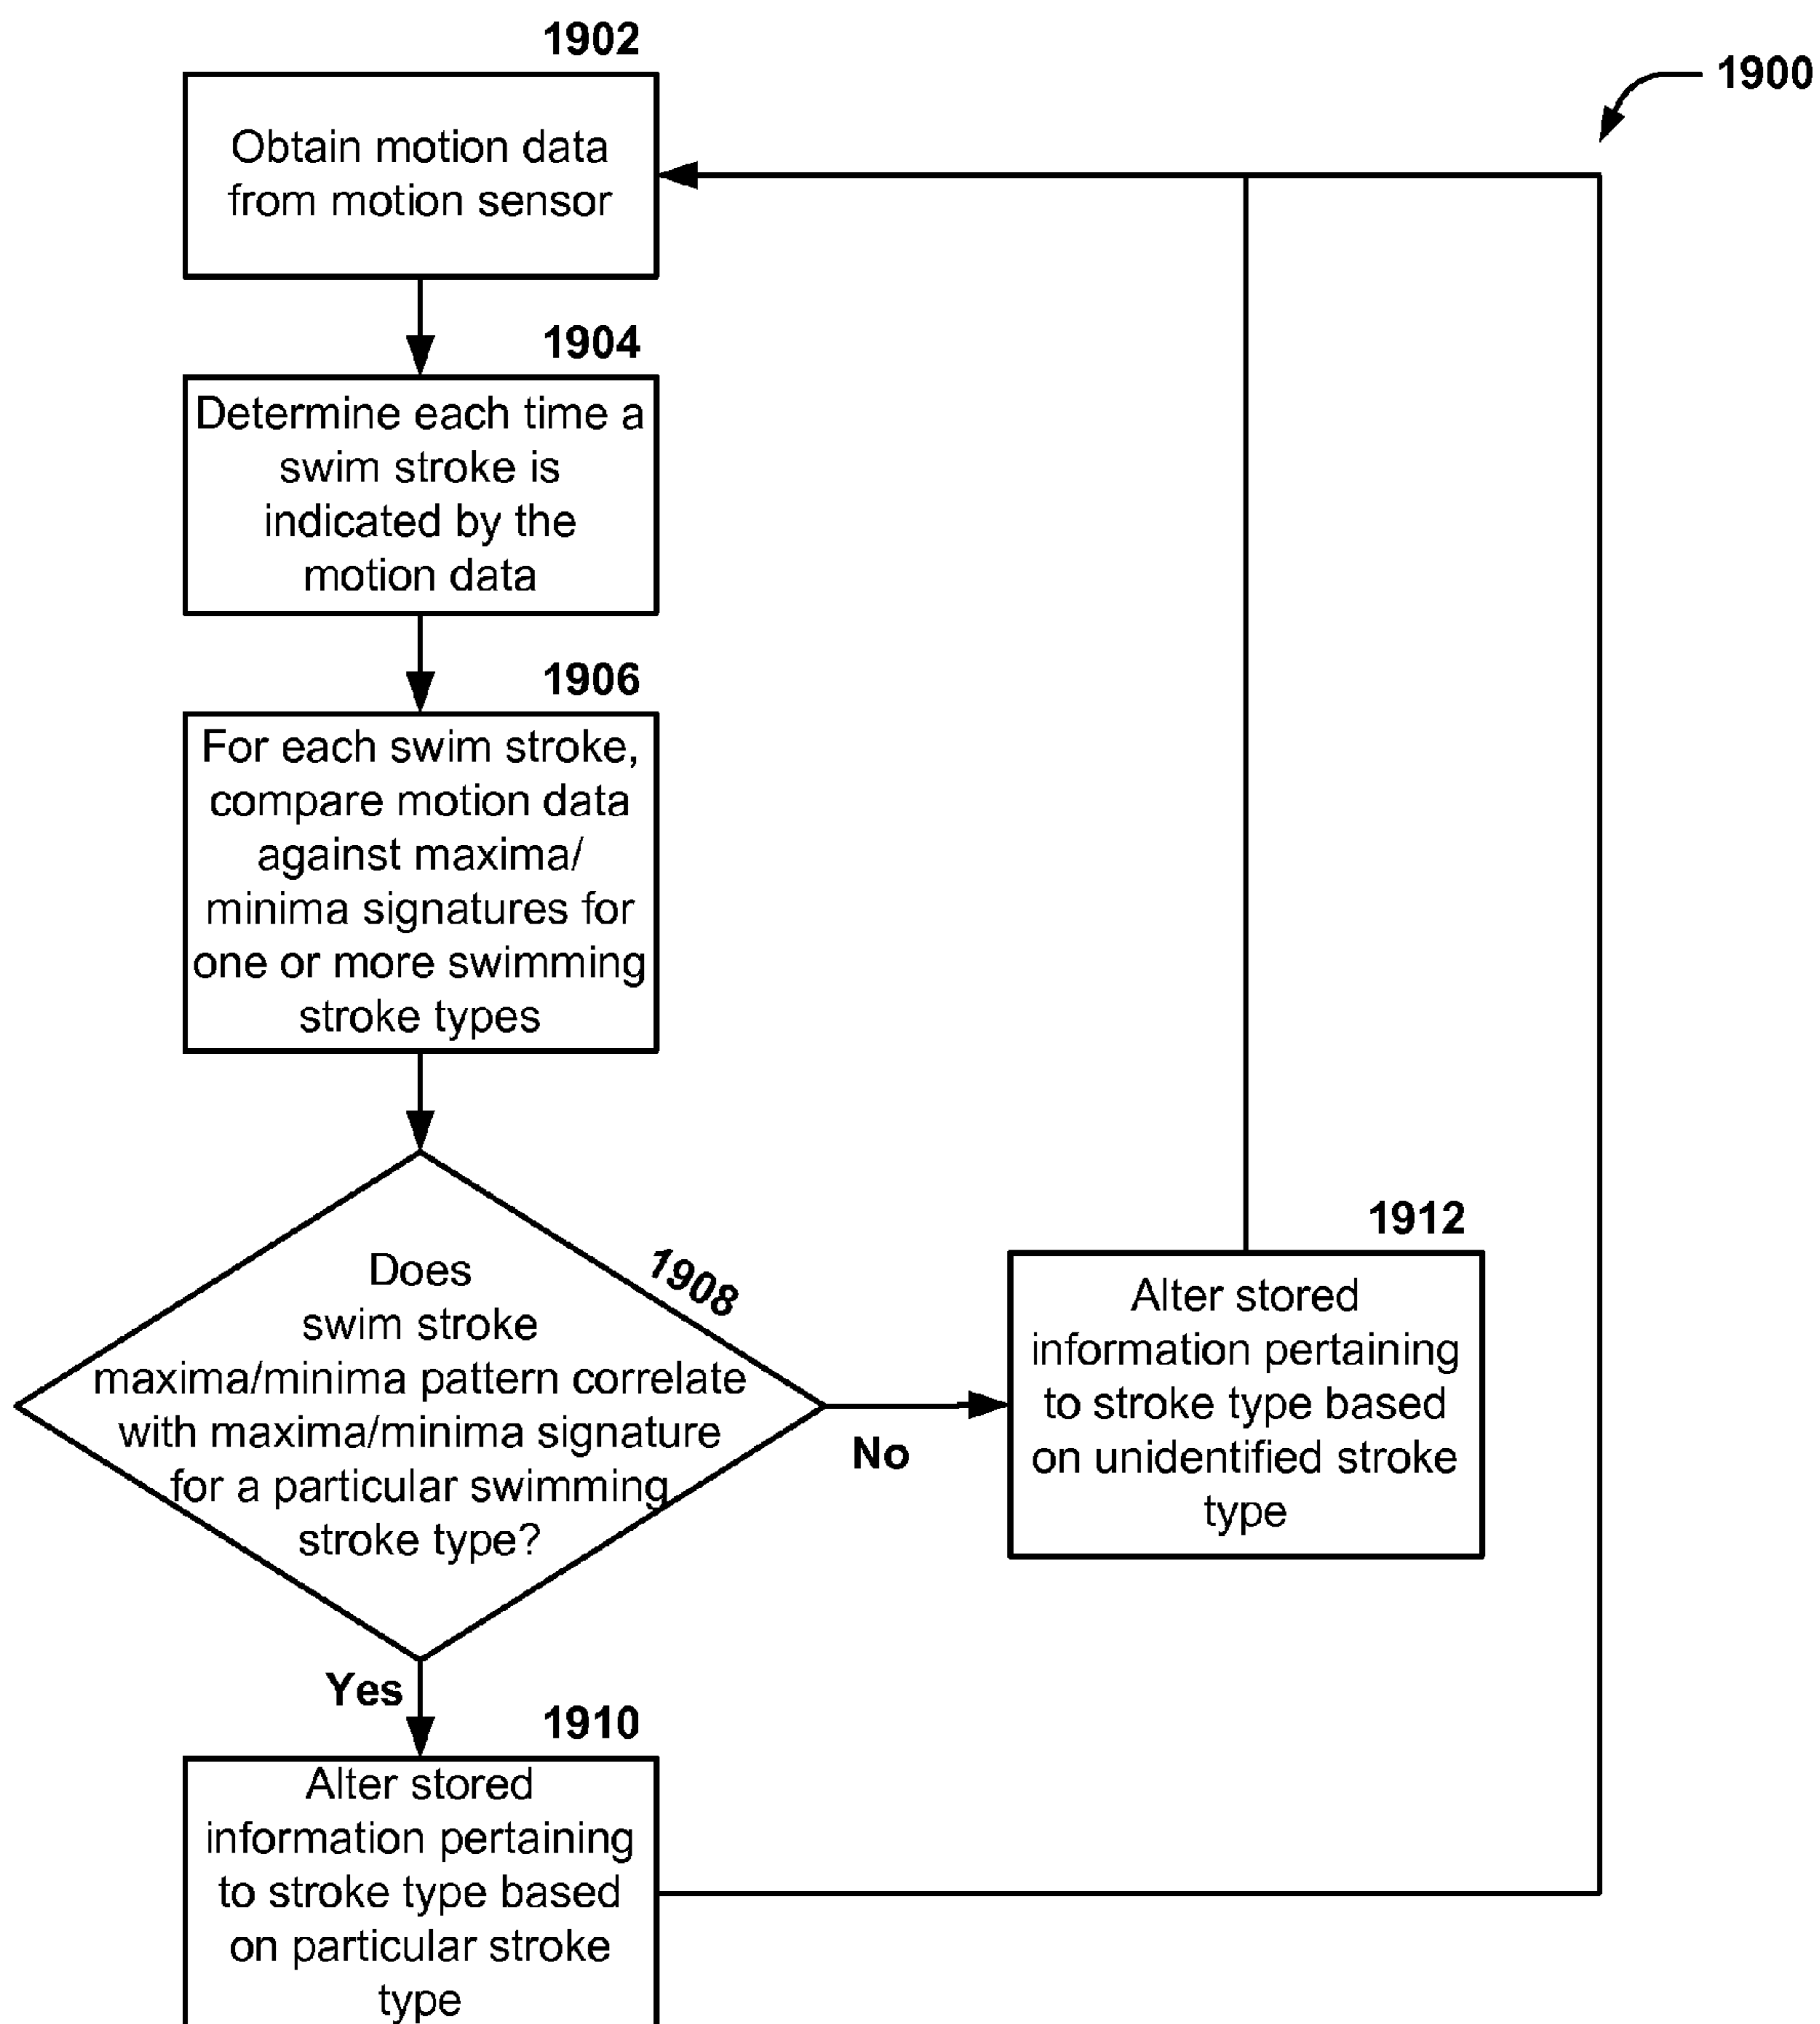 1902
1900
Obtain motion data
from motion sensor
1904
Determine each time a
swim stroke is
indicated by the
motion data
1906
For each swim stroke,
compare motion data
against maxima/
minima signatures for
one or more swimming
stroke types
1908
Does
swim stroke
maxima/minima pattern correlate
with maxima/minima signature
for a particular swimming
stroke type?
No
1912
Alter stored
information pertaining
to stroke type based
on unidentified stroke
type
Yes
1910
Alter stored
information pertaining
to stroke type based
on particular stroke
type